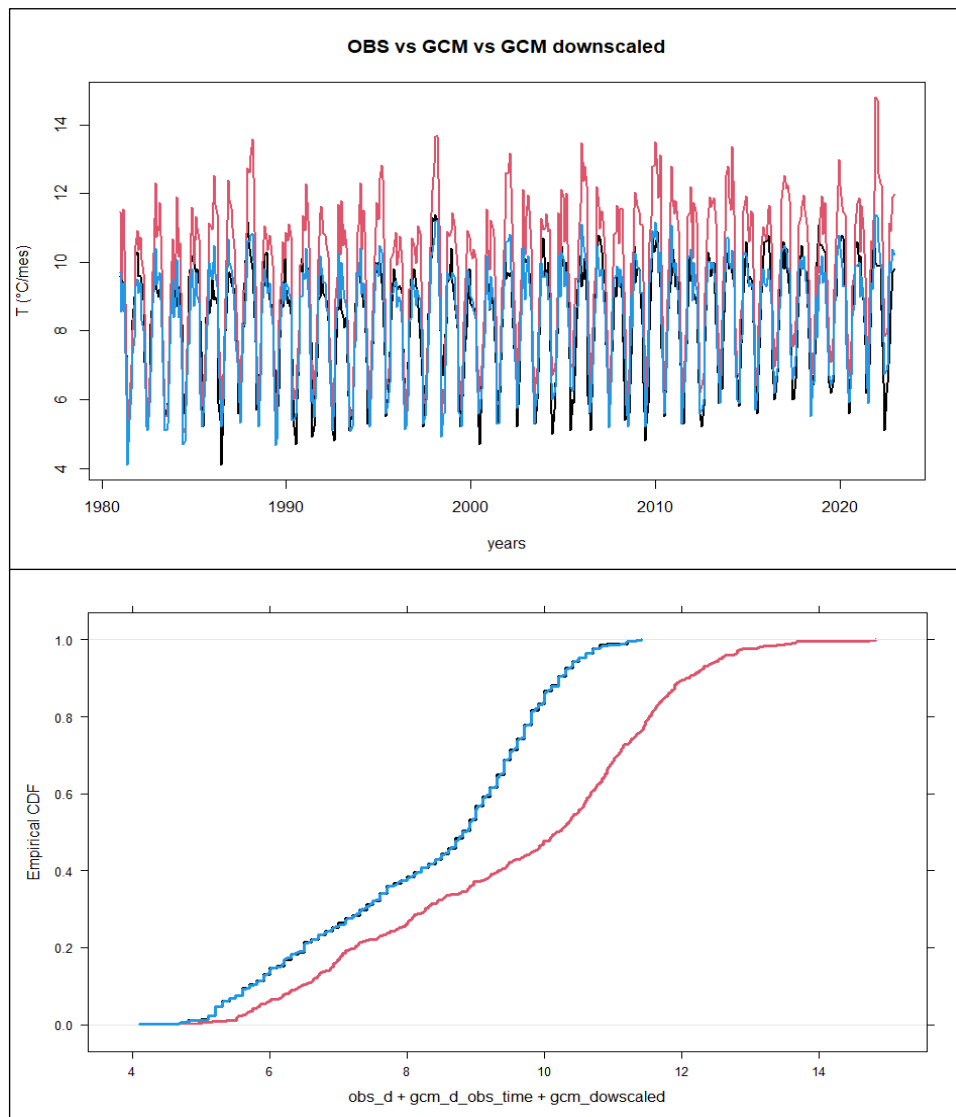 OBS vs GCM vs GCM downscaled
T (°C/mes)
14
12
10
8
6
4
1980 1990 2000 2010 2020
years
Empirical CDF
1.0
0.8
0.6
0.4
0.2
0.0
4 6 8 10 12 14
obs_d + gcm_d_obs_time + gcm_dowscaled